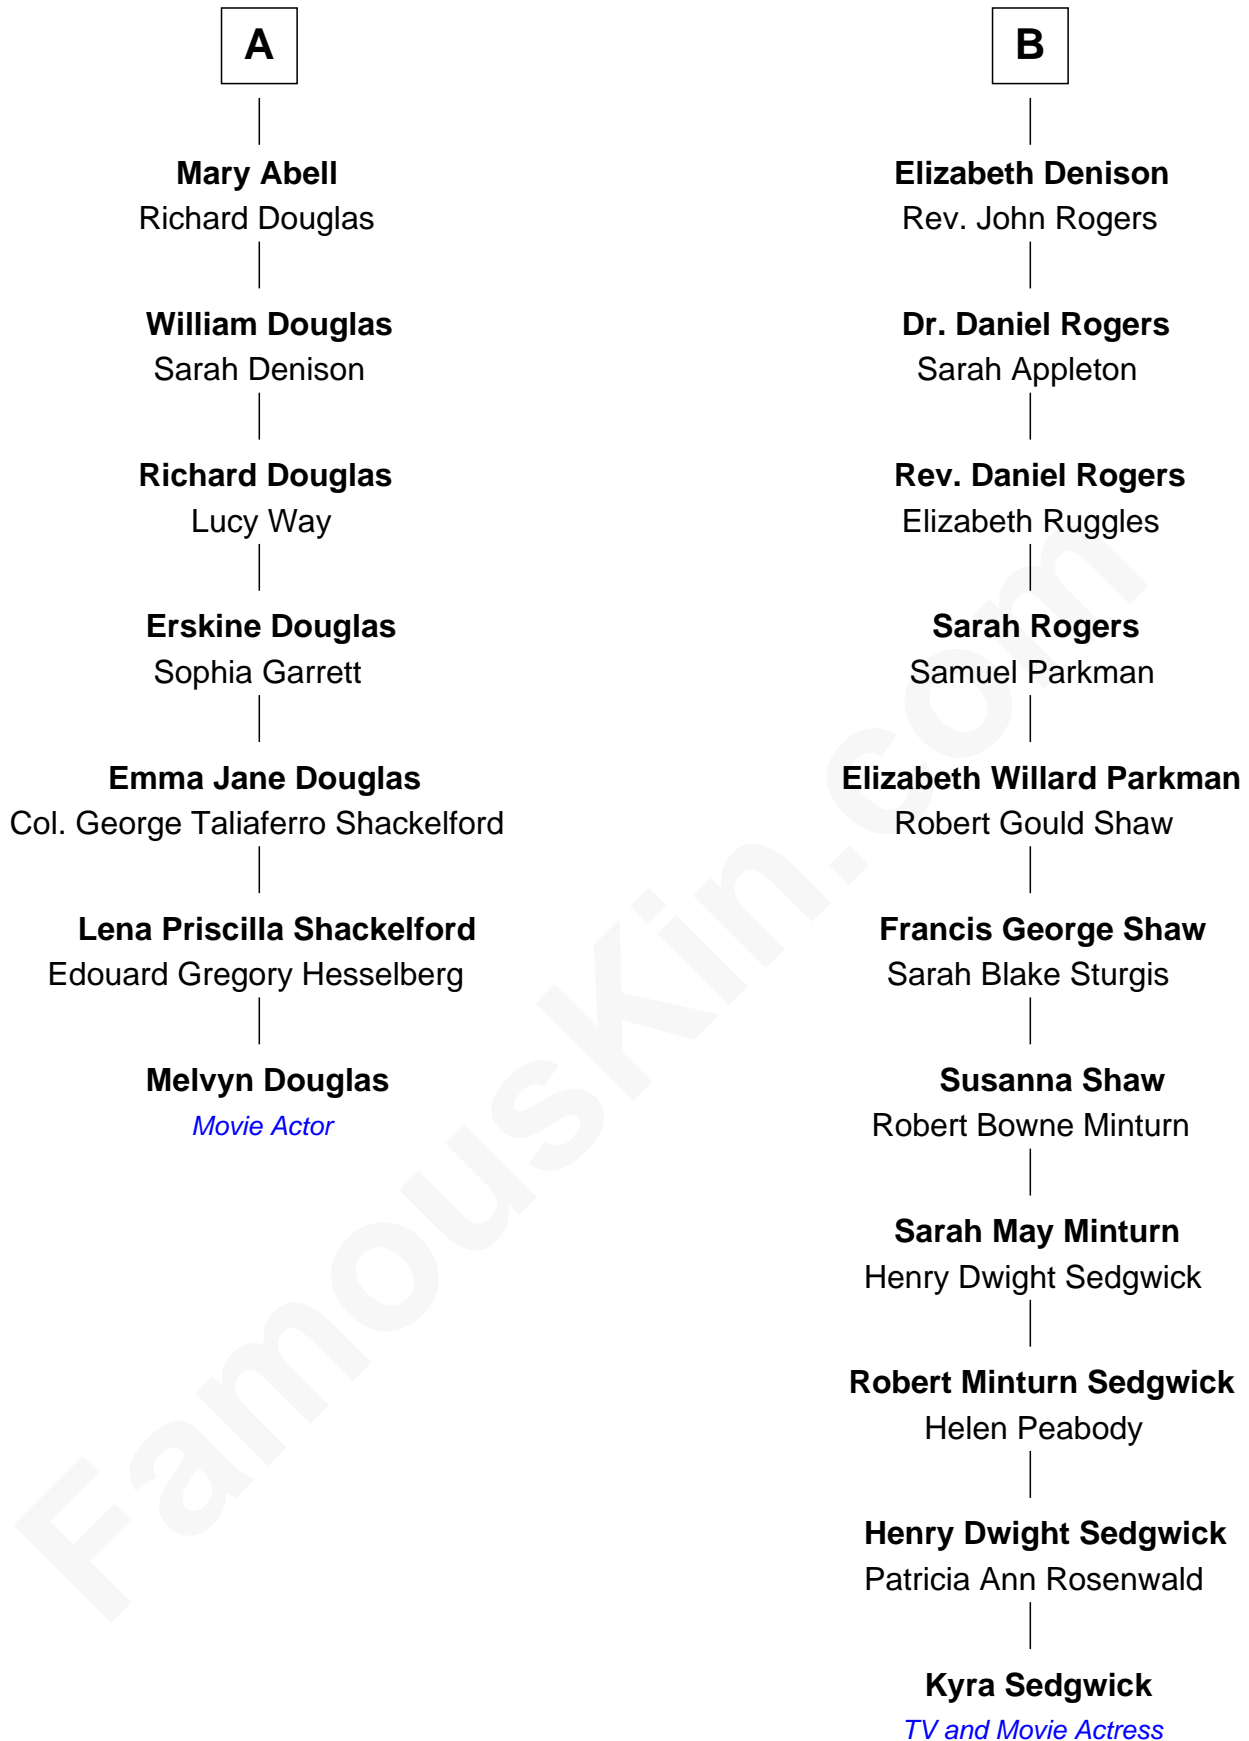 A
Mary Abell
Richard Douglas
William Douglas
Sarah Denison
Richard Douglas
Lucy Way
Erskine Douglas
Sophia Garrett
Emma Jane Douglas
Col. George Taliaferro Shackelford
Lena Priscilla Shackelford
Edouard Gregory Hesselberg
Melvyn Douglas
Movie Actor
B
Elizabeth Denison
Rev. John Rogers
Dr. Daniel Rogers
Sarah Appleton
Rev. Daniel Rogers
Elizabeth Ruggles
Sarah Rogers
Samuel Parkman
Elizabeth Willard Parkman
Robert Gould Shaw
Francis George Shaw
Sarah Blake Sturgis
Susanna Shaw
Robert Bowne Minturn
Sarah May Minturn
Henry Dwight Sedgwick
Robert Minturn Sedgwick
Helen Peabody
Henry Dwight Sedgwick
Patricia Ann Rosenwald
Kyra Sedgwick
TV and Movie Actress
FamousKin.com